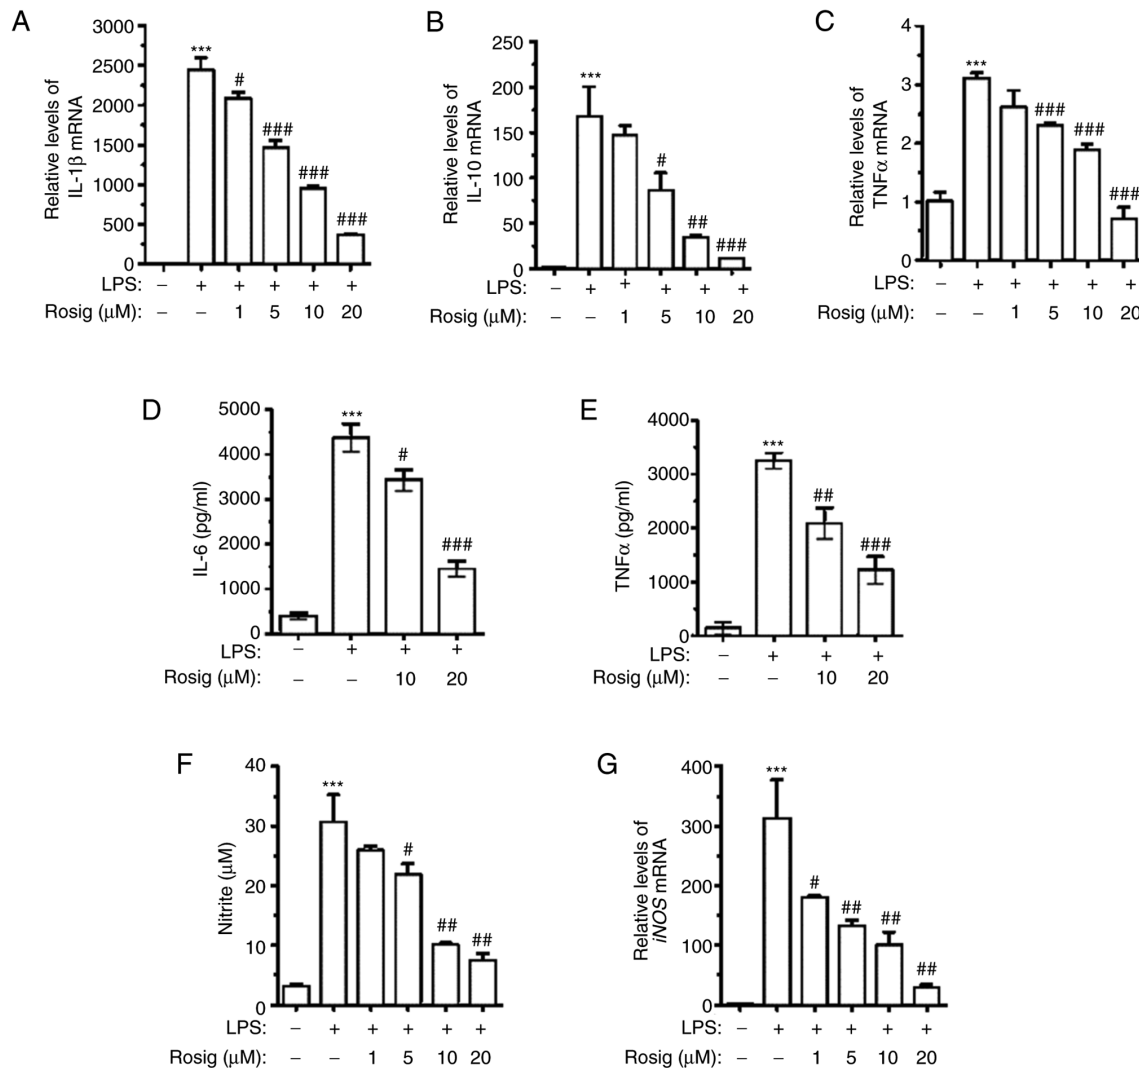 A
Relative levels of
IL-1β mRNA
3000
2500
2000
1500
1000
500
0
***
#
###
###
###
LPS: – + + + + +
Rosig (μM): – – 1 5 10 20
B
Relative levels of
IL-10 mRNA
250
200
150
100
50
0
***
#
##
###
LPS: – + + + + +
Rosig (μM): – – 1 5 10 20
C
Relative levels of
TNFα mRNA
4
3
2
1
0
***
###
###
###
LPS: – + + + + +
Rosig (μM): – – 1 5 10 20
D
IL-6 (pg/ml)
5000
4000
3000
2000
1000
0
***
#
###
LPS: – + + +
Rosig (μM): – – 10 20
E
TNFα (pg/ml)
4000
3000
2000
1000
0
***
##
###
LPS: – + + +
Rosig (μM): – – 10 20
F
Nitrite (μM)
40
30
20
10
0
***
#
##
##
LPS: – + + + + +
Rosig (μM): – – 1 5 10 20
G
Relative levels of
iNOS mRNA
400
300
200
100
0
***
#
##
##
##
LPS: – + + + + +
Rosig (μM): – – 1 5 10 20